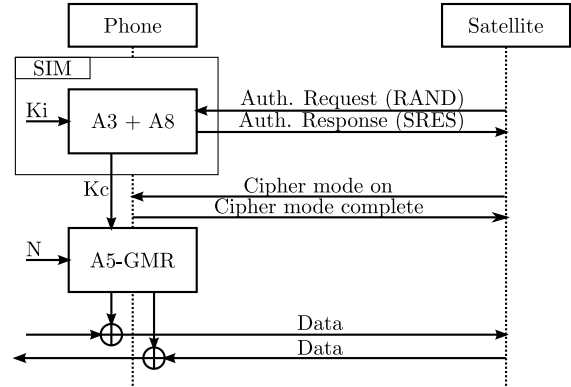 Phone
Satellite
SIM
Ki
A3 + A8
Auth. Request (RAND)
Auth. Response (SRES)
Kc
Cipher mode on
Cipher mode complete
N
A5-GMR
Data
Data